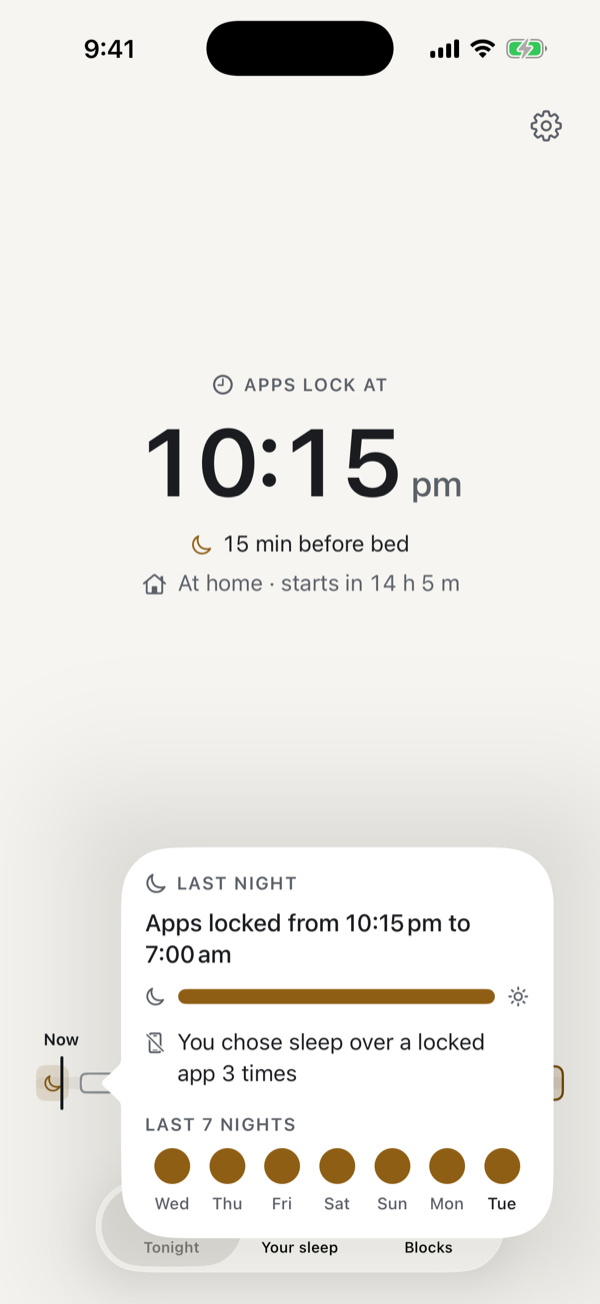 9:41
APPS LOCK AT
10:15 pm
15 min before bed
At home · starts in 14 h 5 m
LAST NIGHT
Apps locked from 10:15 pm to
7:00 am
You chose sleep over a locked
app 3 times
Now
LAST 7 NIGHTS
Wed Thu Fri Sat Sun Mon Tue
Tonight Your sleep Blocks